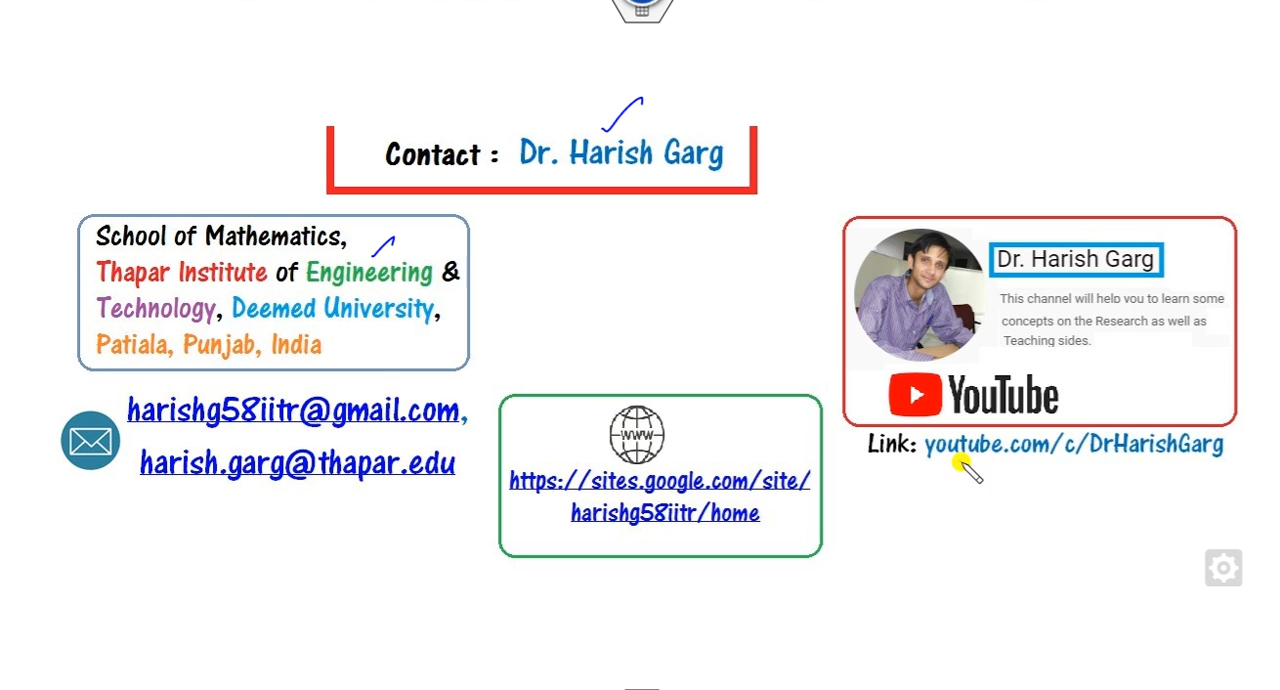 Contact : Dr. Harish Garg
School of Mathematics,
Thapar Institute of Engineering &
Technology, Deemed University,
Patiala, Punjab, India
harishg58iitr@gmail.com,
harish.garg@thapar.edu
WWW
https://sites.google.com/site/
harishg58iitr/home
Dr. Harish Garg
This channel will help you to learn some
concepts on the Research as well as
Teaching sides.
YouTube
Link: youtube.com/c/DrHarishGarg